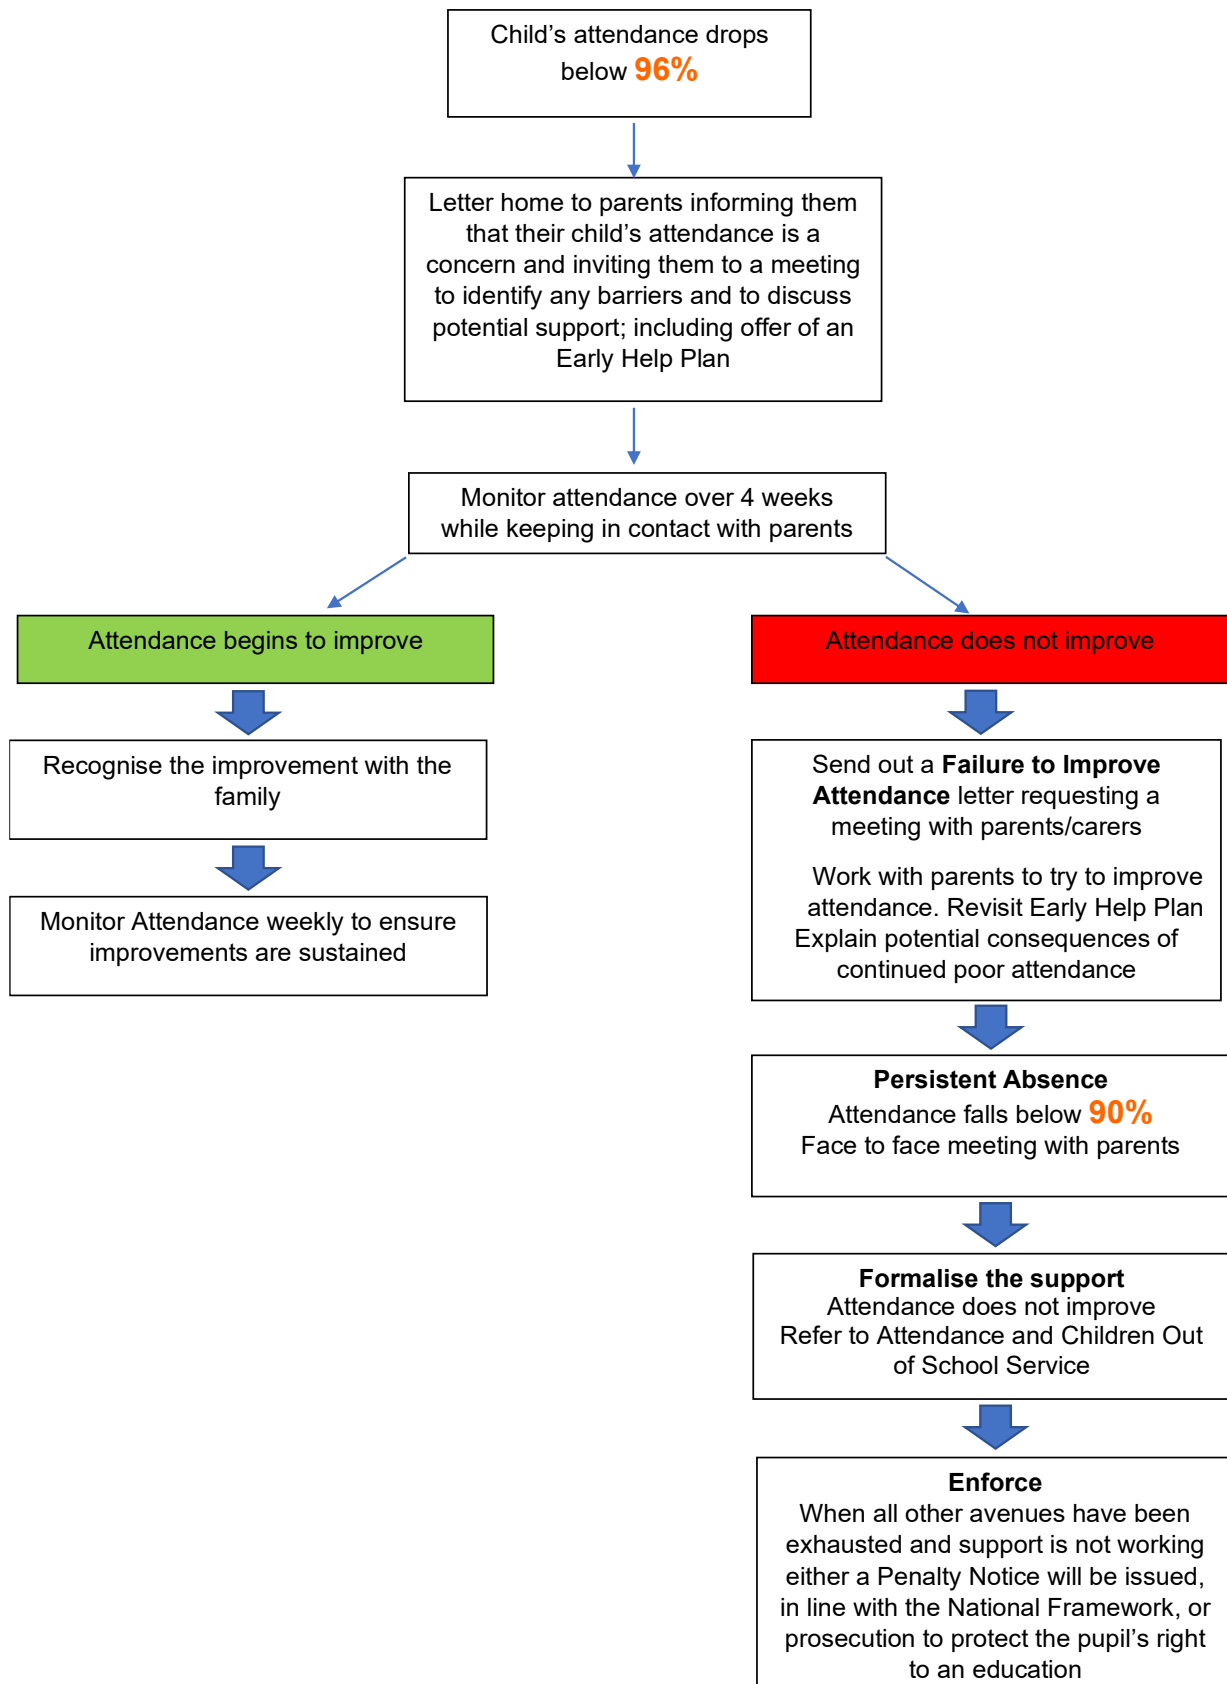 Child’s attendance drops
below 96%
Letter home to parents informing them
that their child’s attendance is a
concern and inviting them to a meeting
to identify any barriers and to discuss
potential support; including offer of an
Early Help Plan
Monitor attendance over 4 weeks
while keeping in contact with parents
Attendance begins to improve
Recognise the improvement with the
family
Monitor Attendance weekly to ensure
improvements are sustained
Attendance does not improve
Send out a Failure to Improve
Attendance letter requesting a
meeting with parents/carers
Work with parents to try to improve
attendance. Revisit Early Help Plan
Explain potential consequences of
continued poor attendance
Persistent Absence
Attendance falls below 90%
Face to face meeting with parents
Formalise the support
Attendance does not improve
Refer to Attendance and Children Out
of School Service
Enforce
When all other avenues have been
exhausted and support is not working
either a Penalty Notice will be issued,
in line with the National Framework, or
prosecution to protect the pupil’s right
to an education